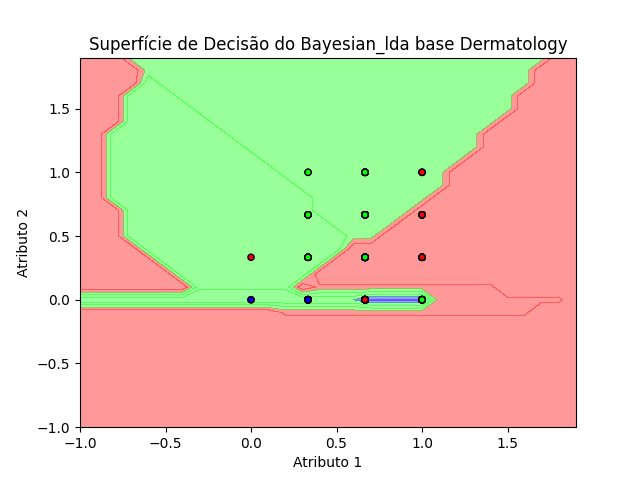 Superfície de Decisão do Bayesian_lda base Dermatology
Atributo 2
1.5
1.0
0.5
0.0
−0.5
−1.0
−1.0 −0.5 0.0 0.5 1.0 1.5
Atributo 1